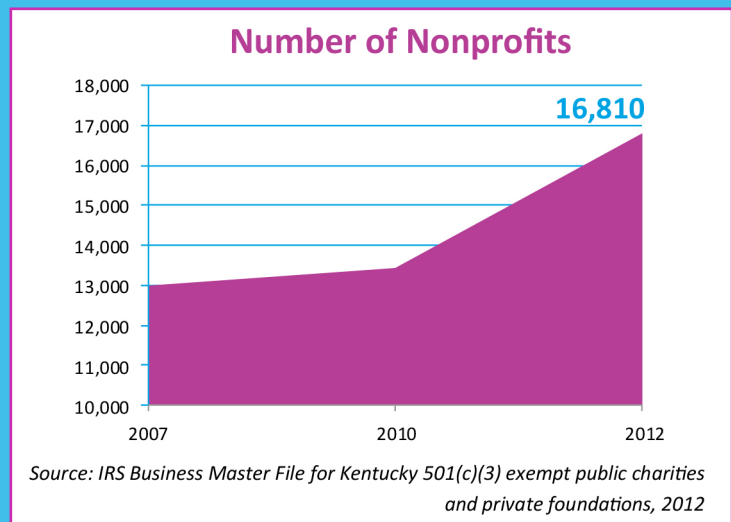 Number of Nonprofits
18,000
17,000
16,000
15,000
14,000
13,000
12,000
11,000
10,000
16,810
2007 2010 2012
Source: IRS Business Master File for Kentucky 501(c)(3) exempt public charities
and private foundations, 2012